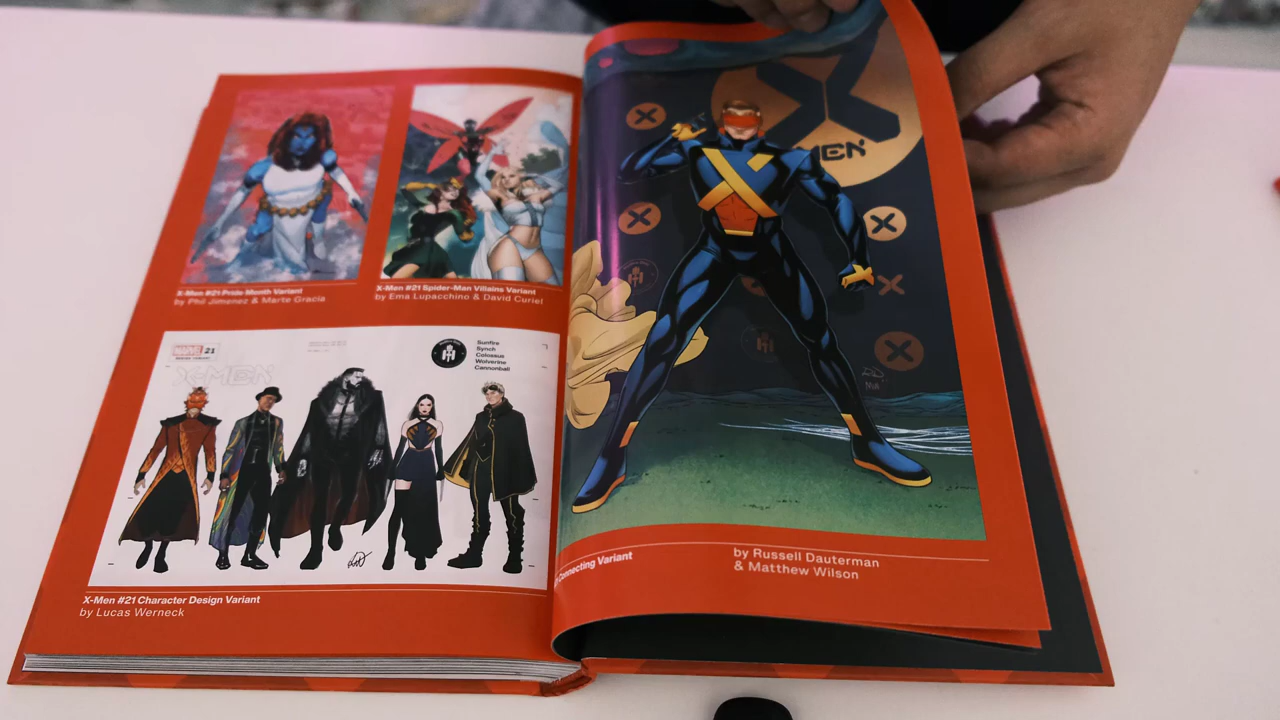 X-Men #21 Pride Month Variant
by Phil Jimenez & Marte Gracia
X-Men #21 Spider-Man Villains Variant
by Ema Lupacchino & David Curiel
MARVEL 21
X-MEN
Sunfire
Synch
Colossus
Wolverine
Cannonball
X-Men #21 Character Design Variant
by Lucas Werneck
X
MEN
Connecting Variant
by Russell Dauterman
& Matthew Wilson